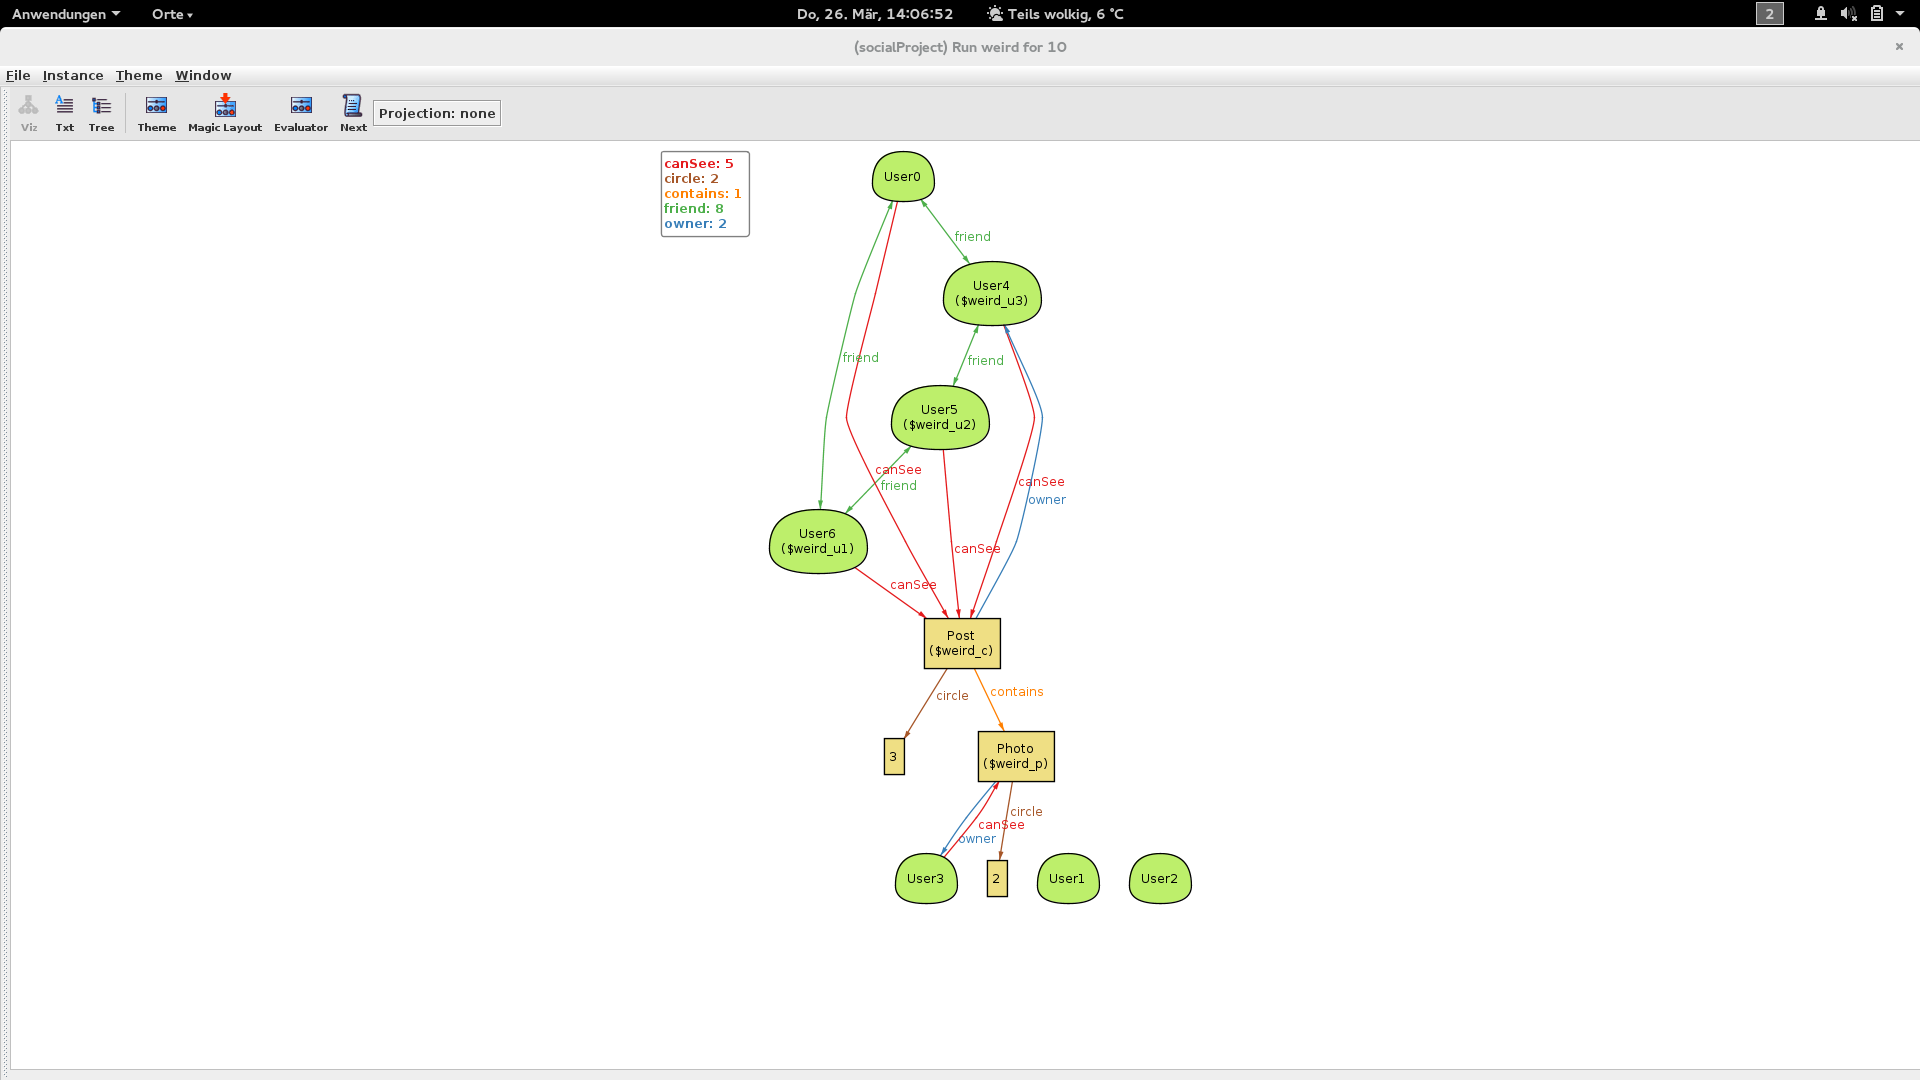 Anwendungen Orte Do, 26. Mär, 14:06:52 Teils wolkig, 6 °C 2
(socialProject) Run weird for 10 ×
File Instance Theme Window
Viz Txt Tree Theme Magic Layout Evaluator Next Projection: none
canSee: 5
circle: 2
contains: 1
friend: 8
owner: 2
User0
friend
User4
($weird_u3)
friend
friend
User5
($weird_u2)
canSee
friend
canSee
owner
User6
($weird_u1)
canSee
canSee
Post
($weird_c)
circle
contains
3
Photo
($weird_p)
circle
canSee
owner
User3
2
User1
User2